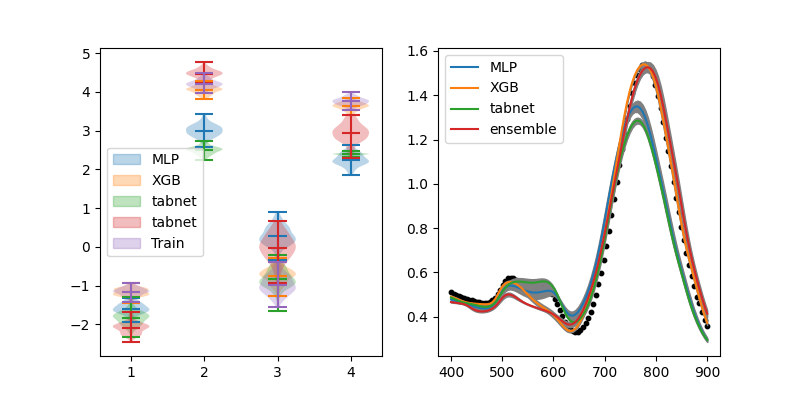 5
4
3
2
1
0
−1
−2
MLP
XGB
tabnet
tabnet
Train
1 2 3 4
1.6
1.4
1.2
1.0
0.8
0.6
0.4
MLP
XGB
tabnet
ensemble
400 500 600 700 800 900